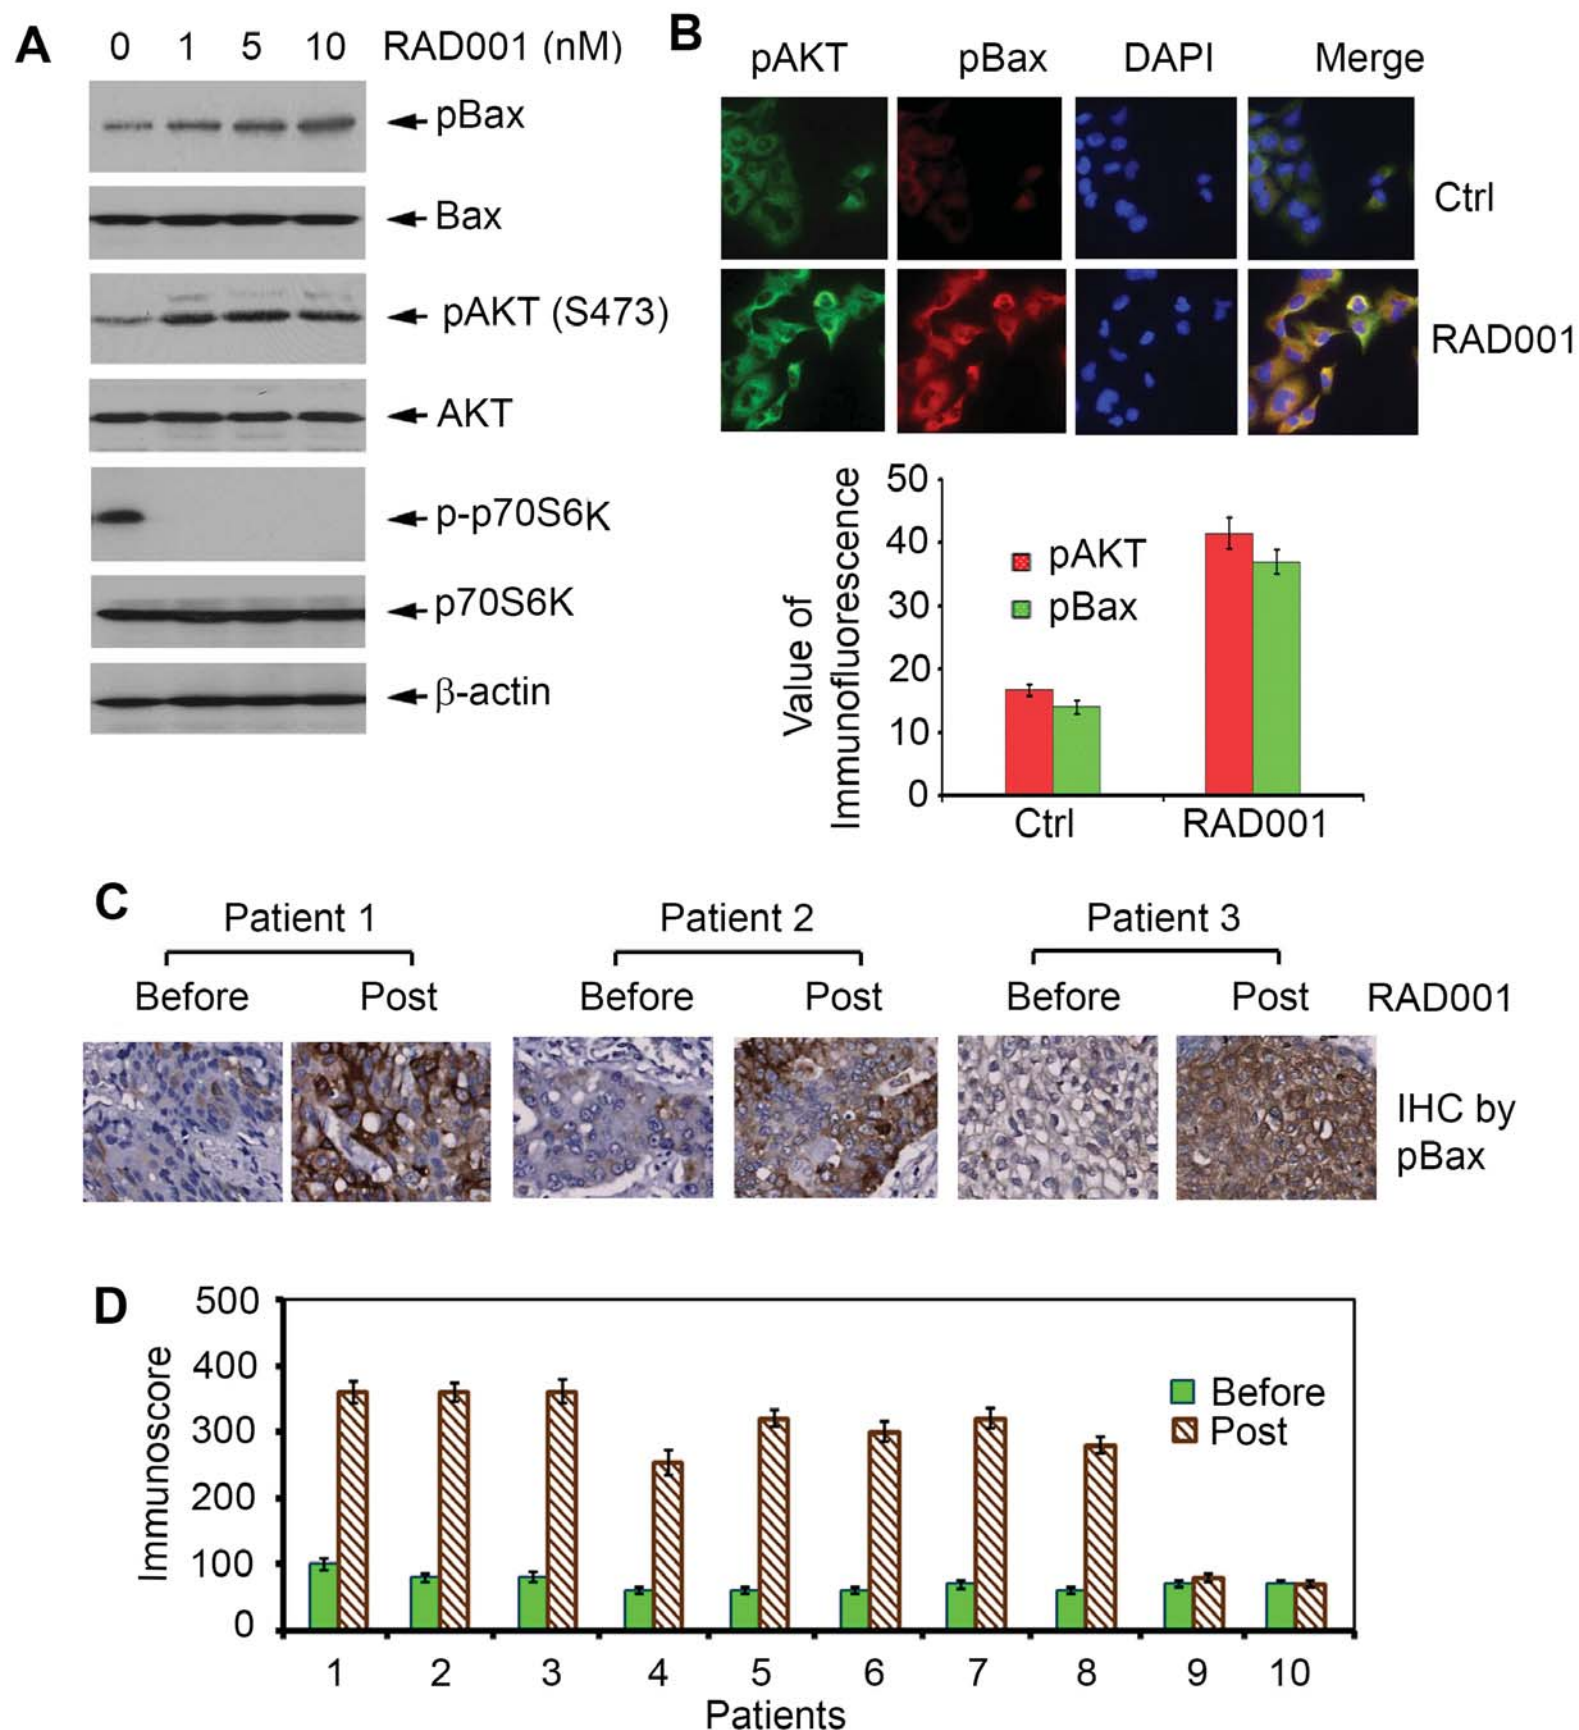 A
0 1 5 10 RAD001 (nM)
pBax
Bax
pAKT (S473)
AKT
p-p70S6K
p70S6K
β-actin
B
pAKT pBax DAPI Merge
Ctrl
RAD001
Value of
Immunofluorescence
50
40
30
20
10
0
pAKT
pBax
Ctrl RAD001
C
Patient 1 Patient 2 Patient 3
Before Post Before Post Before Post RAD001
IHC by
pBax
D
Immunoscore
500
400
300
200
100
0
Before
Post
1 2 3 4 5 6 7 8 9 10
Patients